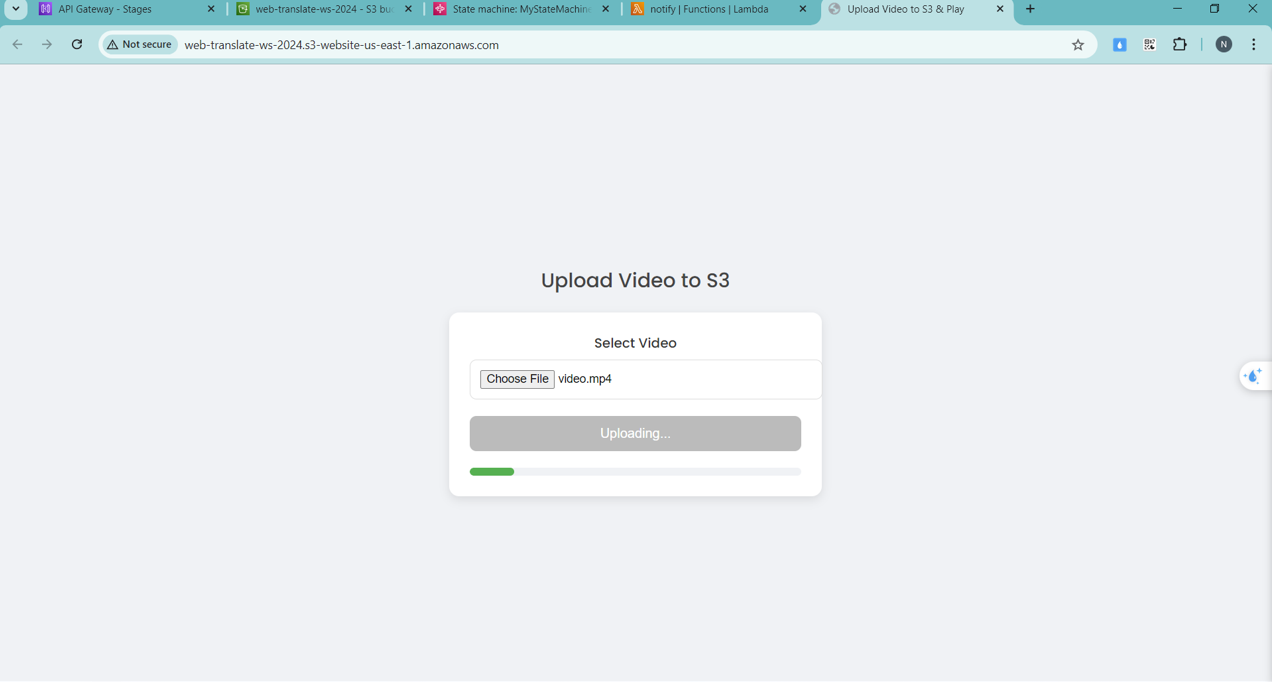 API Gateway - Stages
web-translate-ws-2024 - S3 bu
State machine: MyStateMachine
notify | Functions | Lambda
Upload Video to S3 & Play
Not secure
web-translate-ws-2024.s3-website-us-east-1.amazonaws.com
N
Upload Video to S3
Select Video
Choose File video.mp4
Uploading...